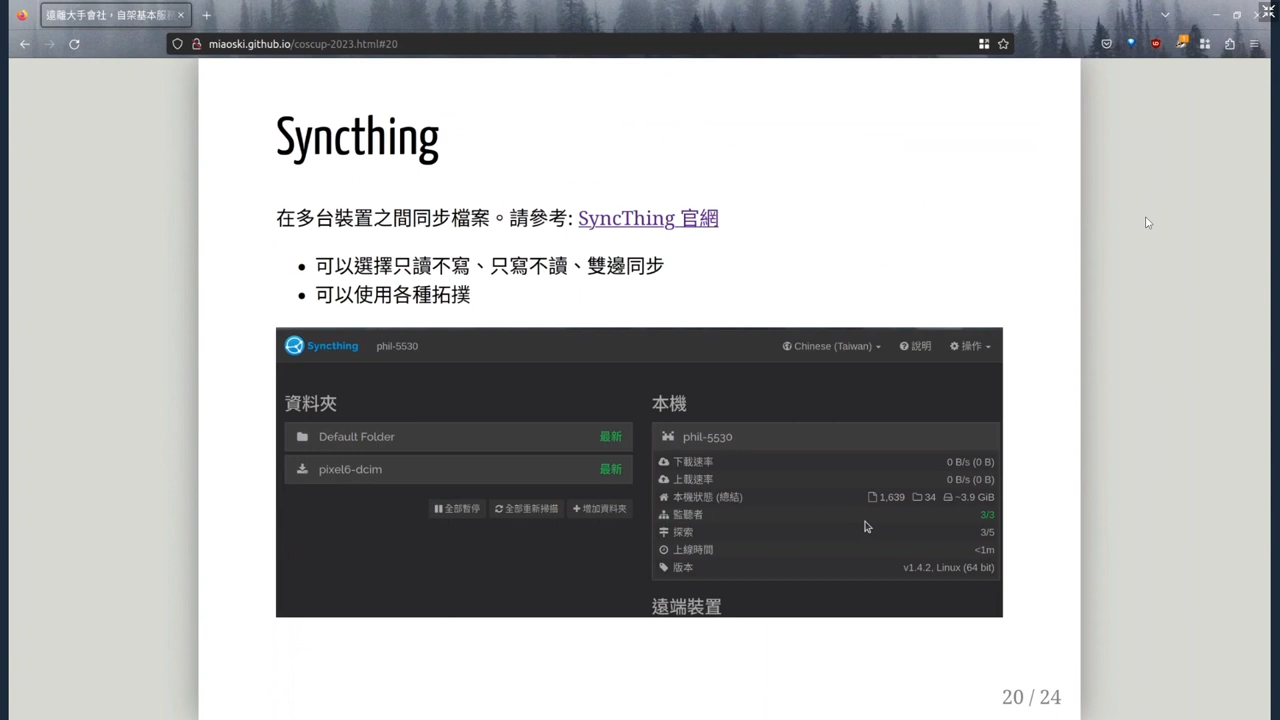 遠離大手會社，自架基本服務
miaoski.github.io/coscup-2023.html#20
Syncthing
在多台裝置之間同步檔案。請參考: SyncThing 官網
可以選擇只讀不寫、只寫不讀、雙邊同步
可以使用各種拓撲
Syncthing phil-5530 Chinese (Taiwan) 說明 操作
資料夾
Default Folder 最新
pixel6-dcim 最新
全部暫停 全部重新掃描 增加資料夾
本機
phil-5530
下載速率 0 B/s (0 B)
上載速率 0 B/s (0 B)
本機狀態 (總結) 1,639 34 ~3.9 GiB
監聽者 3/3
探索 3/5
上線時間 <1m
版本 v1.4.2, Linux (64 bit)
遠端裝置
20 / 24